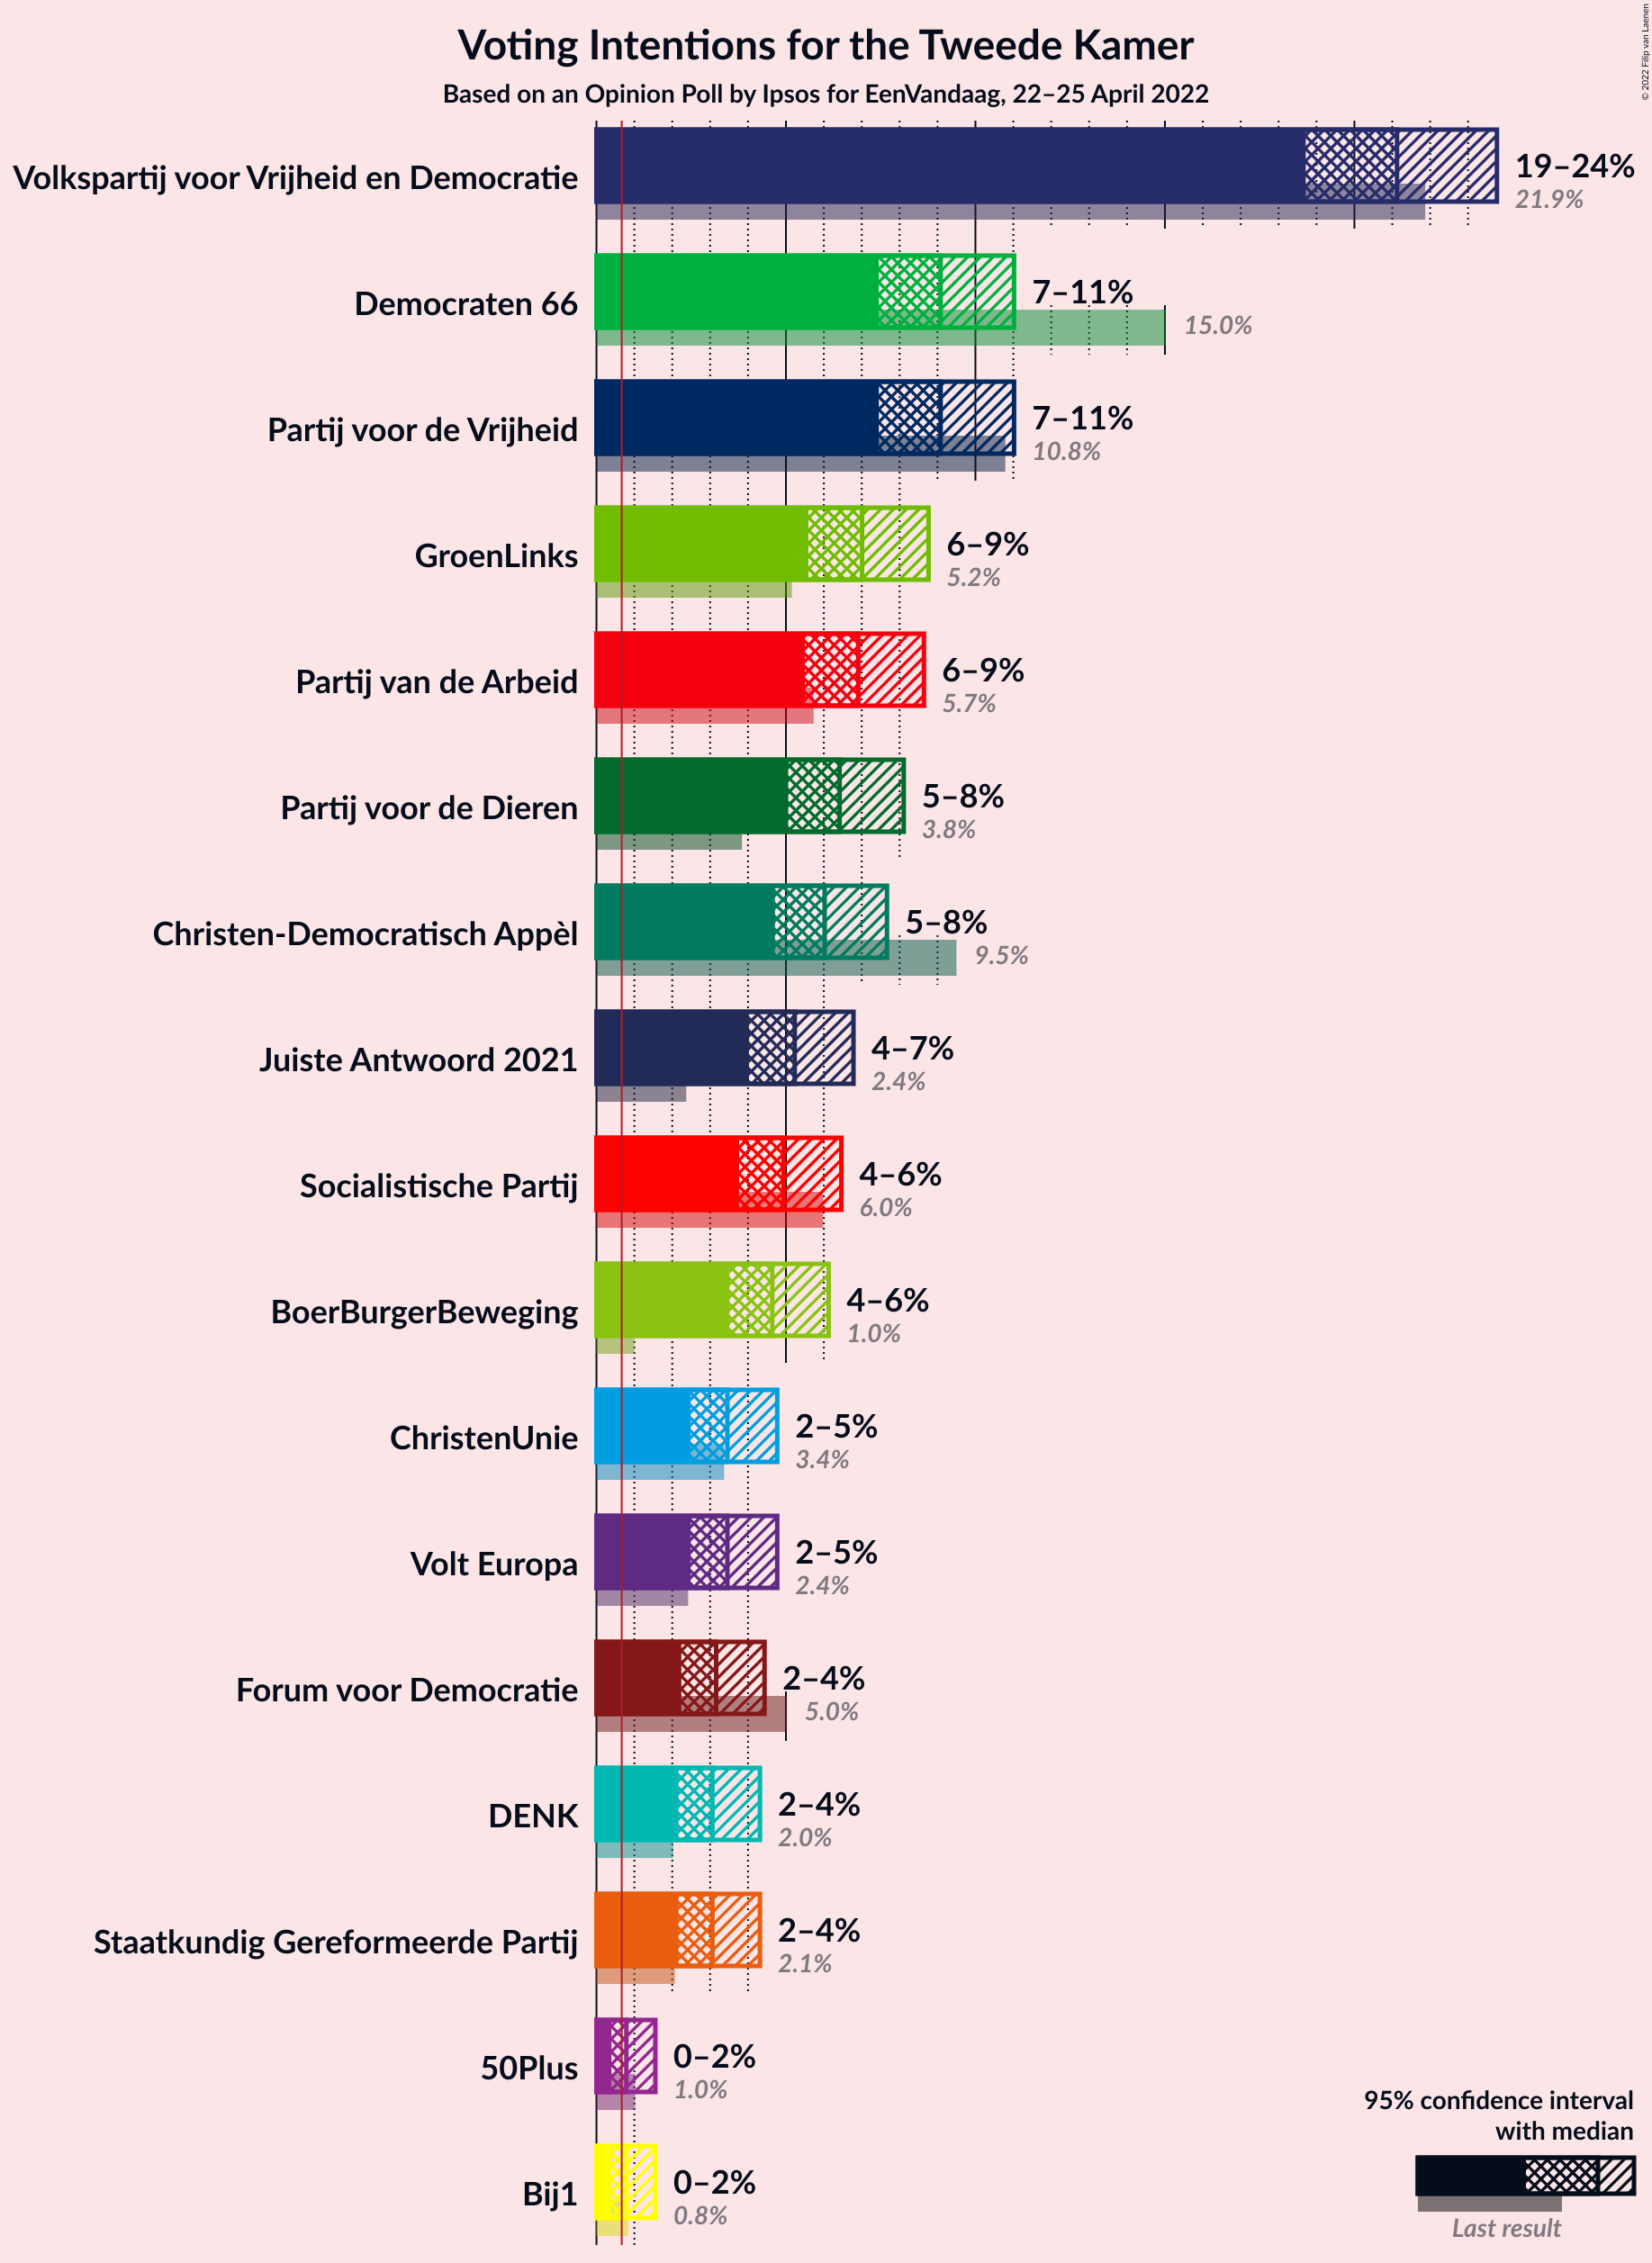 Voting Intentions for the Tweede Kamer
Based on an Opinion Poll by Ipsos for EenVandaag, 22–25 April 2022
© 2022 Filip van Laenen
Volkspartij voor Vrijheid en Democratie
19–24%
21.9%
Democraten 66
7–11%
15.0%
Partij voor de Vrijheid
7–11%
10.8%
GroenLinks
6–9%
5.2%
Partij van de Arbeid
6–9%
5.7%
Partij voor de Dieren
5–8%
3.8%
Christen-Democratisch Appèl
5–8%
9.5%
Juiste Antwoord 2021
4–7%
2.4%
Socialistische Partij
4–6%
6.0%
BoerBurgerBeweging
4–6%
1.0%
ChristenUnie
2–5%
3.4%
Volt Europa
2–5%
2.4%
Forum voor Democratie
2–4%
5.0%
DENK
2–4%
2.0%
Staatkundig Gereformeerde Partij
2–4%
2.1%
50Plus
0–2%
1.0%
Bij1
0–2%
0.8%
95% confidence interval
with median
Last result